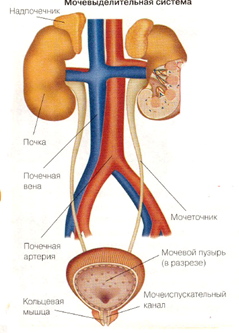 Мочевыделительная система
Надпочечник
Почка
Почечная
вена
Мочеточник
Почечная
артерия
Мочевой пузырь
(в разрезе)
Мочеиспускательный
канал
Кольцевая
мышца